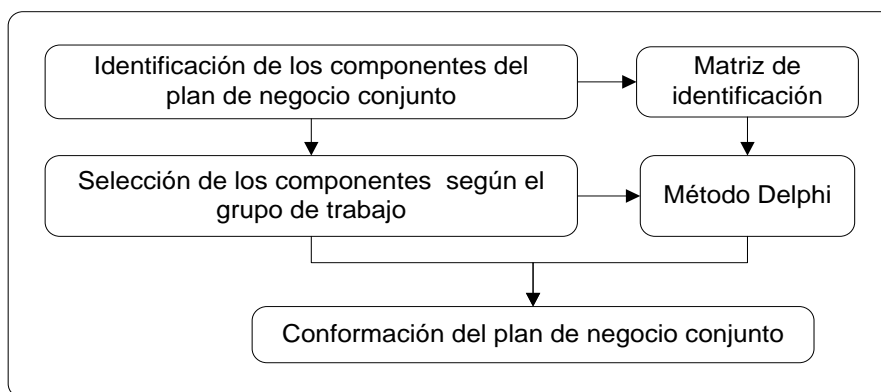 Identificación de los componentes del
plan de negocio conjunto
Matriz de
identificación
Selección de los componentes según el
grupo de trabajo
Método Delphi
Conformación del plan de negocio conjunto